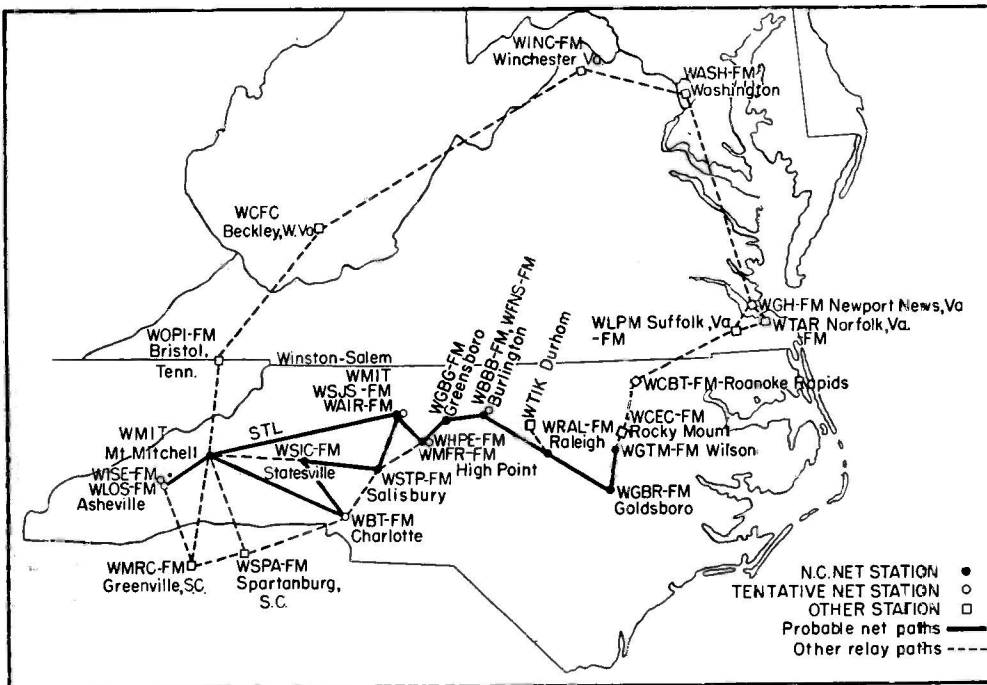 WINC-FM
Winchester Va.
WASH-FM
Washington
WCFC
Beckley, W.Va
WOPI-FM
Bristol,
Tenn.
WGH-FM Newport News, Va
WLPM Suffolk, Va.
-FM
WTAR Norfolk, Va.
FM
Winston-Salem
WMIT
WSJS-FM
WAIR-FM
WGBG-FM
Greensboro
WBBB-FM, WFNS-FM
Burlington
WTIK Durham
WCBT-FM-Roanoke Rapids
STL
WMIT
Mt. Mitchell
WSIC-FM
Statesville
WHPE-FM
WMFR-FM
High Point
WRAL-FM
Raleigh
WCEC-FM
Rocky Mount
WGTM-FM Wilson
WISE-FM
WLOS-FM
Asheville
WSTP-FM
Salisbury
WGBR-FM
Goldsboro
WBT-FM
Charlotte
WMRC-FM
Greenville, S.C.
WSPA-FM
Spartanburg,
S.C.
N.C. NET STATION
TENTATIVE NET STATION
OTHER STATION
Probable net paths
Other relay paths